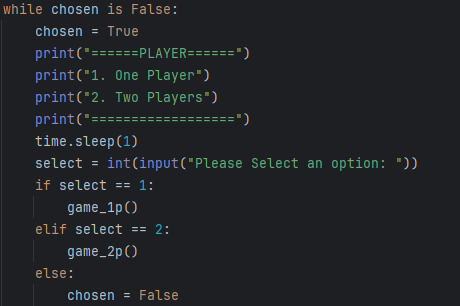 while chosen is False:
    chosen = True
    print("======PLAYER======")
    print("1. One Player")
    print("2. Two Players")
    print("==================")
    time.sleep(1)
    select = int(input("Please Select an option: "))
    if select == 1:
        game_1p()
    elif select == 2:
        game_2p()
    else:
        chosen = False